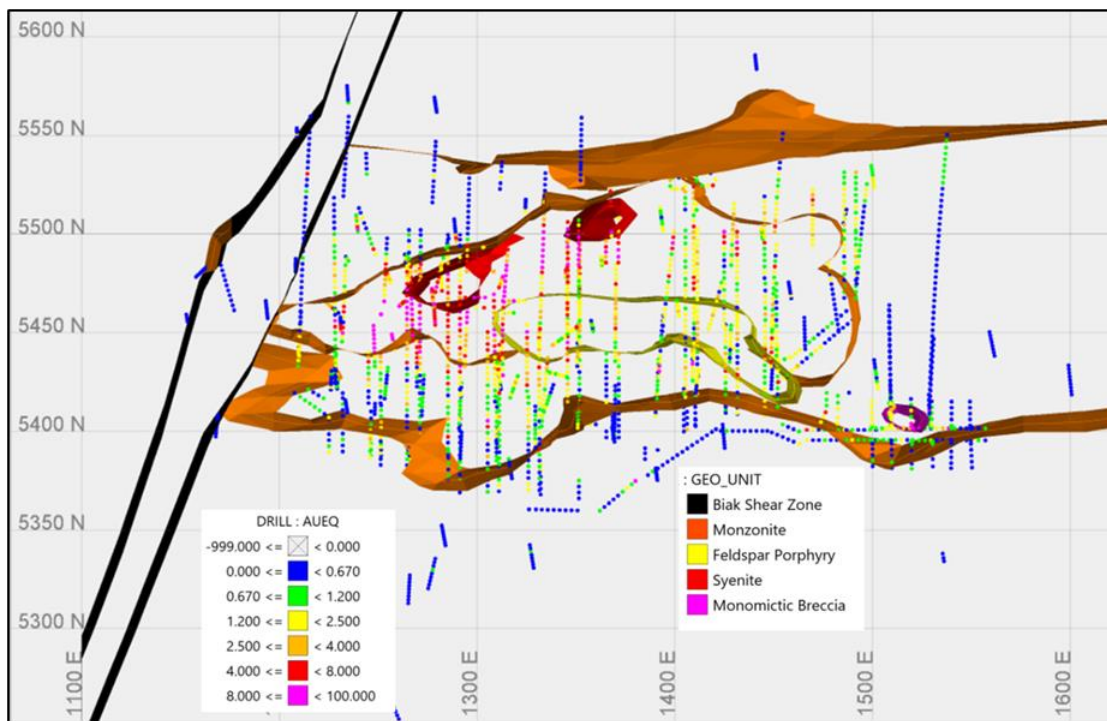 5600 N
5550 N
5500 N
5450 N
5400 N
5350 N
5300 N
1100 E
1300 E
1400 E
1500 E
1600 E
DRILL : AUEQ
-999.000 <= < 0.000
0.000 <= < 0.670
0.670 <= < 1.200
1.200 <= < 2.500
2.500 <= < 4.000
4.000 <= < 8.000
8.000 <= < 100.000
: GEO_UNIT
Biak Shear Zone
Monzonite
Feldspar Porphyry
Syenite
Monomictic Breccia